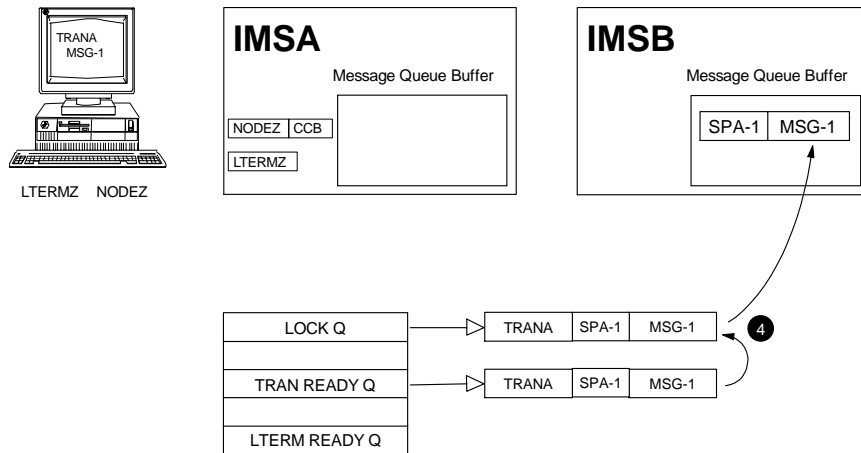 TRANA
MSG-1
LTERMZ NODEZ
IMSA
Message Queue Buffer
NODEZ CCB
LTERMZ
IMSB
Message Queue Buffer
SPA-1 MSG-1
LOCK Q
TRANA SPA-1 MSG-1
4
TRAN READY Q
TRANA SPA-1 MSG-1
LTERM READY Q